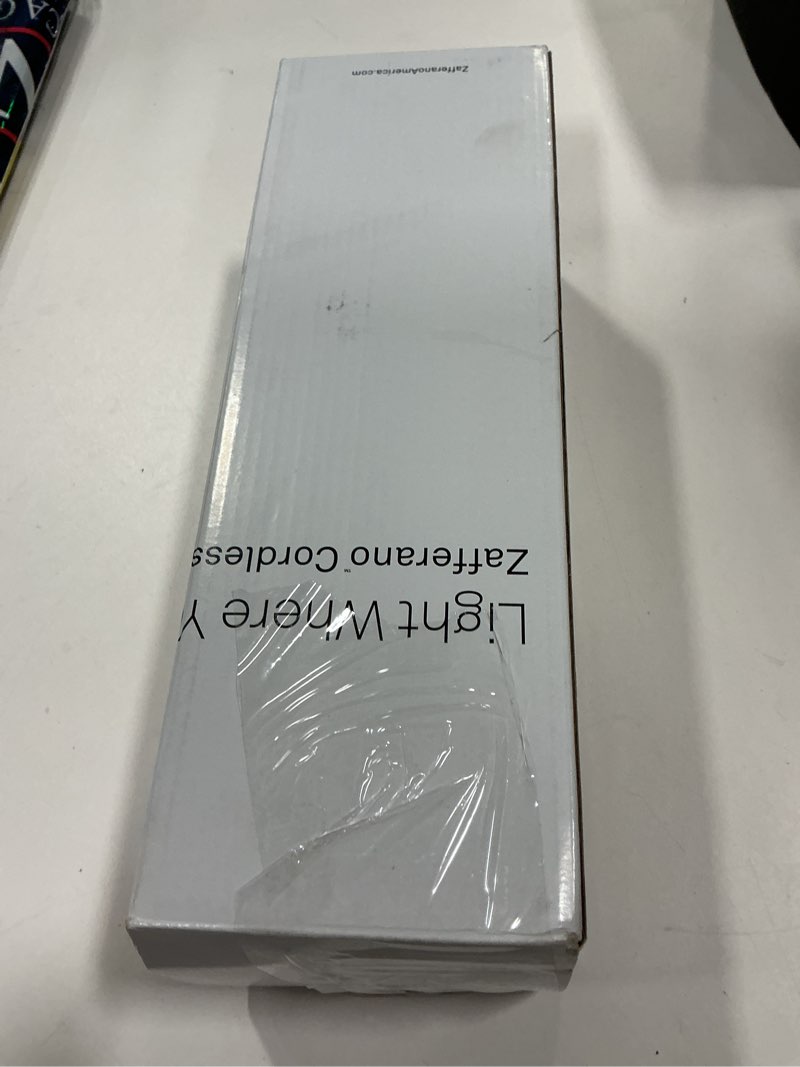 Light Where Y
Zafferano™ Cordless
ZafferanoAmerica.com